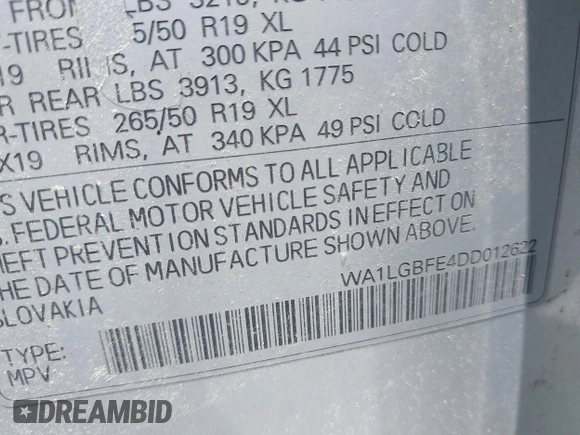 FRONT LBS
-TIRES 5/50 R19 XL
19 RIMS, AT 300 KPA 44 PSI COLD
R REAR LBS 3913, KG 1775
R-TIRES 265/50 R19 XL
X19 RIMS, AT 340 KPA 49 PSI COLD
S VEHICLE CONFORMS TO ALL APPLICABLE
S. FEDERAL MOTOR VEHICLE SAFETY AND
HEFT PREVENTION STANDARDS IN EFFECT ON
HE DATE OF MANUFACTURE SHOWN ABOVE.
SLOVAKIA
WA1LGBFE4DD012622
TYPE:
MPV
DREAMBID